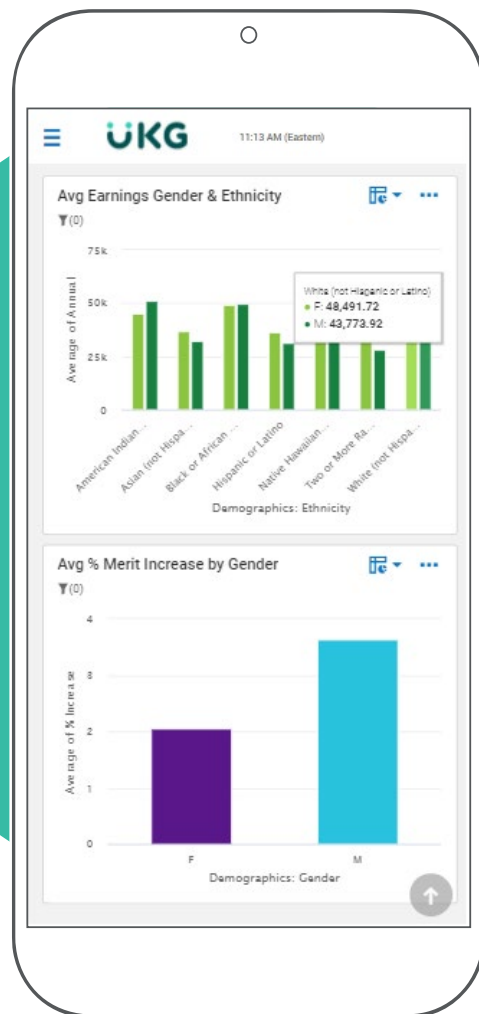 UKG
11:13 AM (Eastern)
Avg Earnings Gender & Ethnicity
(0)
75k
50k
25k
0
Average of Annual
White (not Hispanic or Latino)
F: 48,491.72
M: 43,773.92
American Indian...
Asian (not Hispa...
Black or African ...
Hispanic or Latino
Native Hawaiian...
Two or More Ra...
White (not Hispa...
Demographics: Ethnicity
Avg % Merit Increase by Gender
(0)
4
3
2
1
0
Average of % Increase
F
M
Demographics: Gender